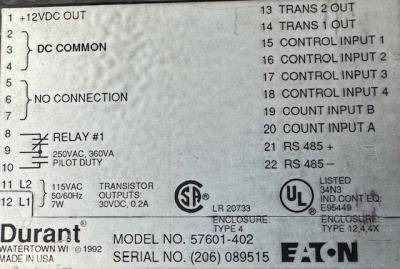 1 +12VDC OUT
2
3 DC COMMON
4
5
6 NO CONNECTION
7
8
9 RELAY #1
10 250VAC, 360VA
PILOT DUTY
11 L2
12 L1
115VAC
50/60Hz
7W
TRANSISTOR
OUTPUTS:
30VDC, 0.2A
13 TRANS 2 OUT
14 TRANS 1 OUT
15 CONTROL INPUT 1
16 CONTROL INPUT 2
17 CONTROL INPUT 3
18 CONTROL INPUT 4
19 COUNT INPUT B
20 COUNT INPUT A
21 RS 485+
22 RS 485–
SA
LR 20733
ENCLOSURE:
TYPE 4
UL
LISTED
34N3
IND.CONT.EQ.
E95449
ENCLOSURE:
TYPE 12,4,4X
Durant®
WATERTOWN WI ©1992
MADE IN USA
MODEL NO. 57601-402
SERIAL NO. (206) 089515
EATON